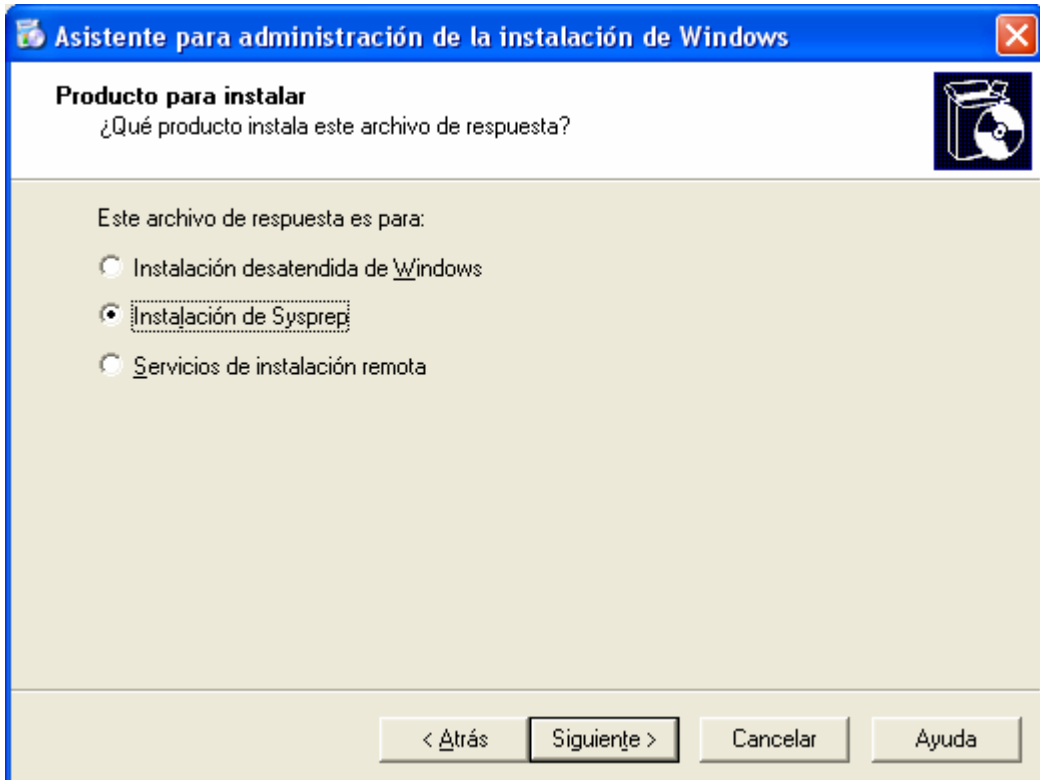 Asistente para administración de la instalación de Windows
Producto para instalar
¿Qué producto instala este archivo de respuesta?
Este archivo de respuesta es para:
Instalación desatendida de Windows
Instalación de Sysprep
Servicios de instalación remota
< Atrás Siguiente > Cancelar Ayuda